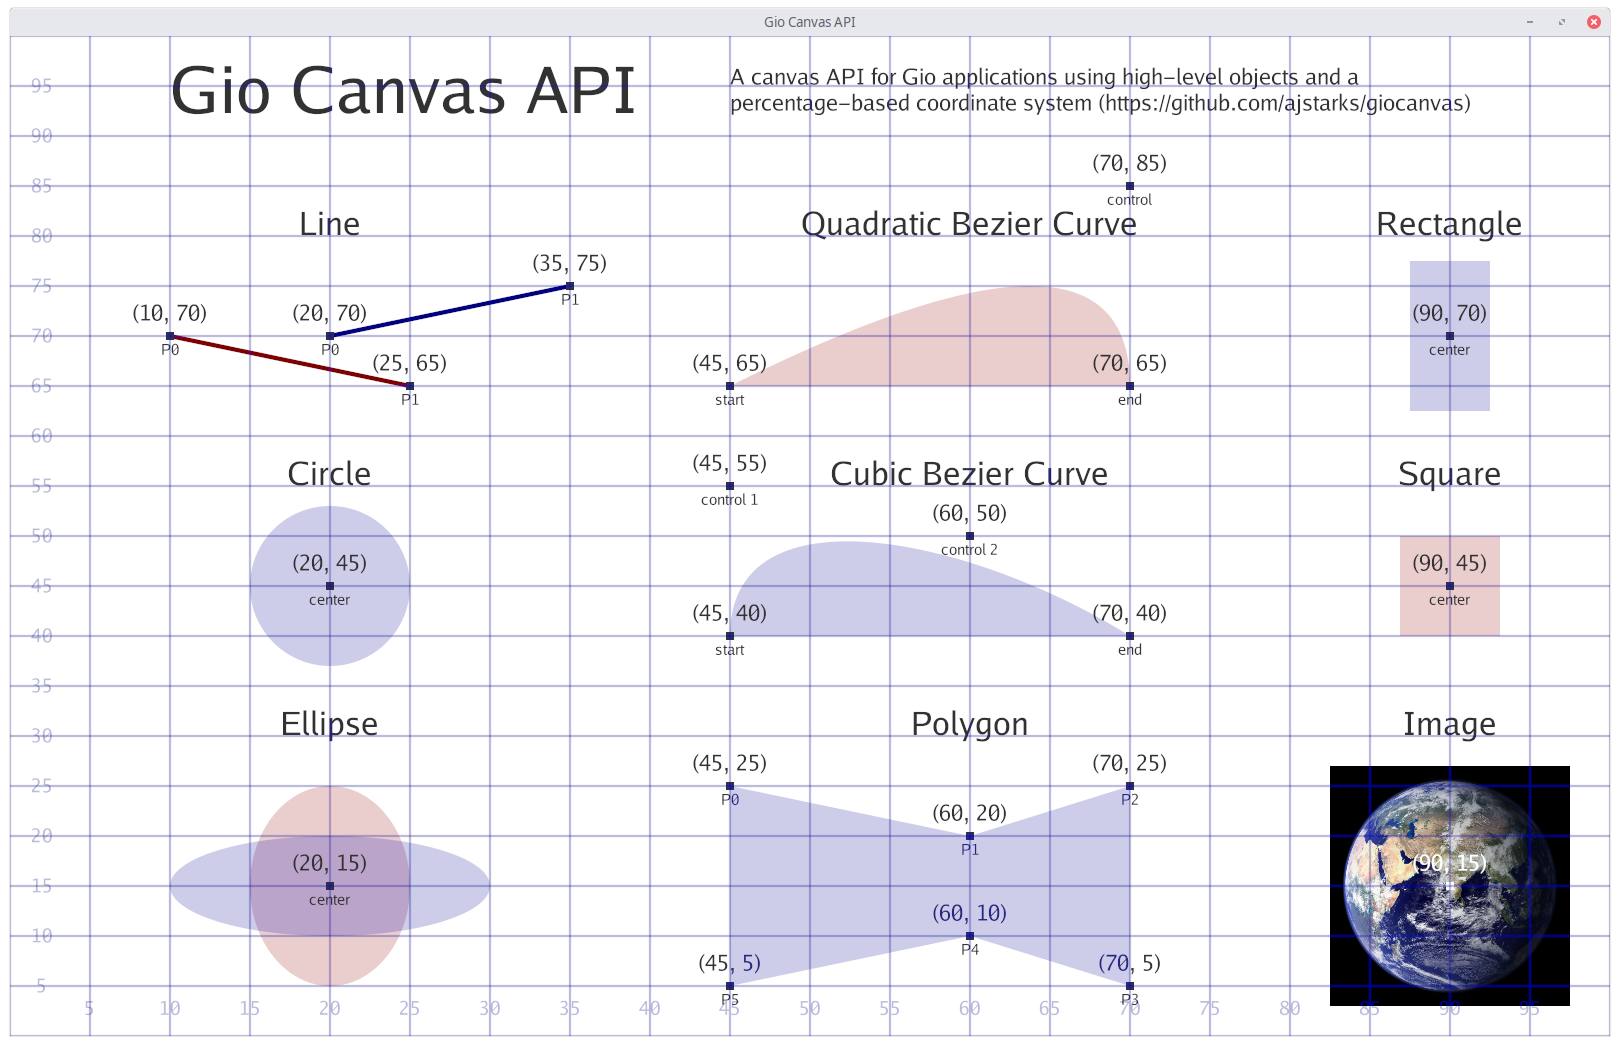 Gio Canvas API
Gio Canvas API
A canvas API for Gio applications using high-level objects and a
percentage-based coordinate system (https://github.com/ajstarks/giocanvas)
95
90
(70, 85)
85
control
Line
Quadratic Bezier Curve
Rectangle
80
(35, 75)
75
P1
(10, 70)
(20, 70)
(90, 70)
70
P0
P0
center
(25, 65)
(45, 65)
(70, 65)
65
P1
start
end
60
(45, 55)
Circle
Cubic Bezier Curve
Square
55
control 1
(60, 50)
50
control 2
(20, 45)
(90, 45)
45
center
center
(45, 40)
(70, 40)
40
start
end
35
Ellipse
Polygon
Image
30
(45, 25)
(70, 25)
25
P0
P2
(60, 20)
20
P1
(20, 15)
(90, 15)
15
center
(60, 10)
10
P4
(45, 5)
(70, 5)
5
P5
P3
5 10 15 20 25 30 35 40 45 50 55 60 65 70 75 80 85 90 95